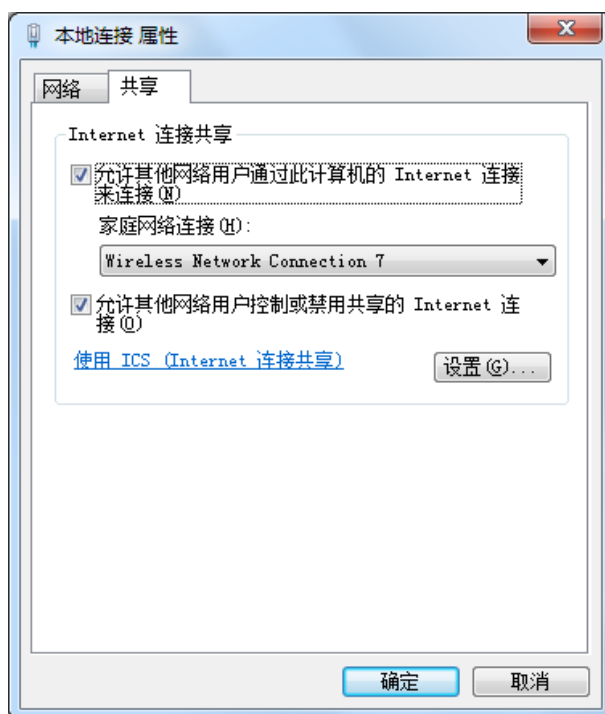 本地连接 属性
网络
共享
Internet 连接共享
允许其他网络用户通过此计算机的 Internet 连接
来连接(N)
家庭网络连接(H):
Wireless Network Connection 7
允许其他网络用户控制或禁用共享的 Internet 连
接(O)
使用 ICS (Internet 连接共享)
设置(G)...
确定
取消